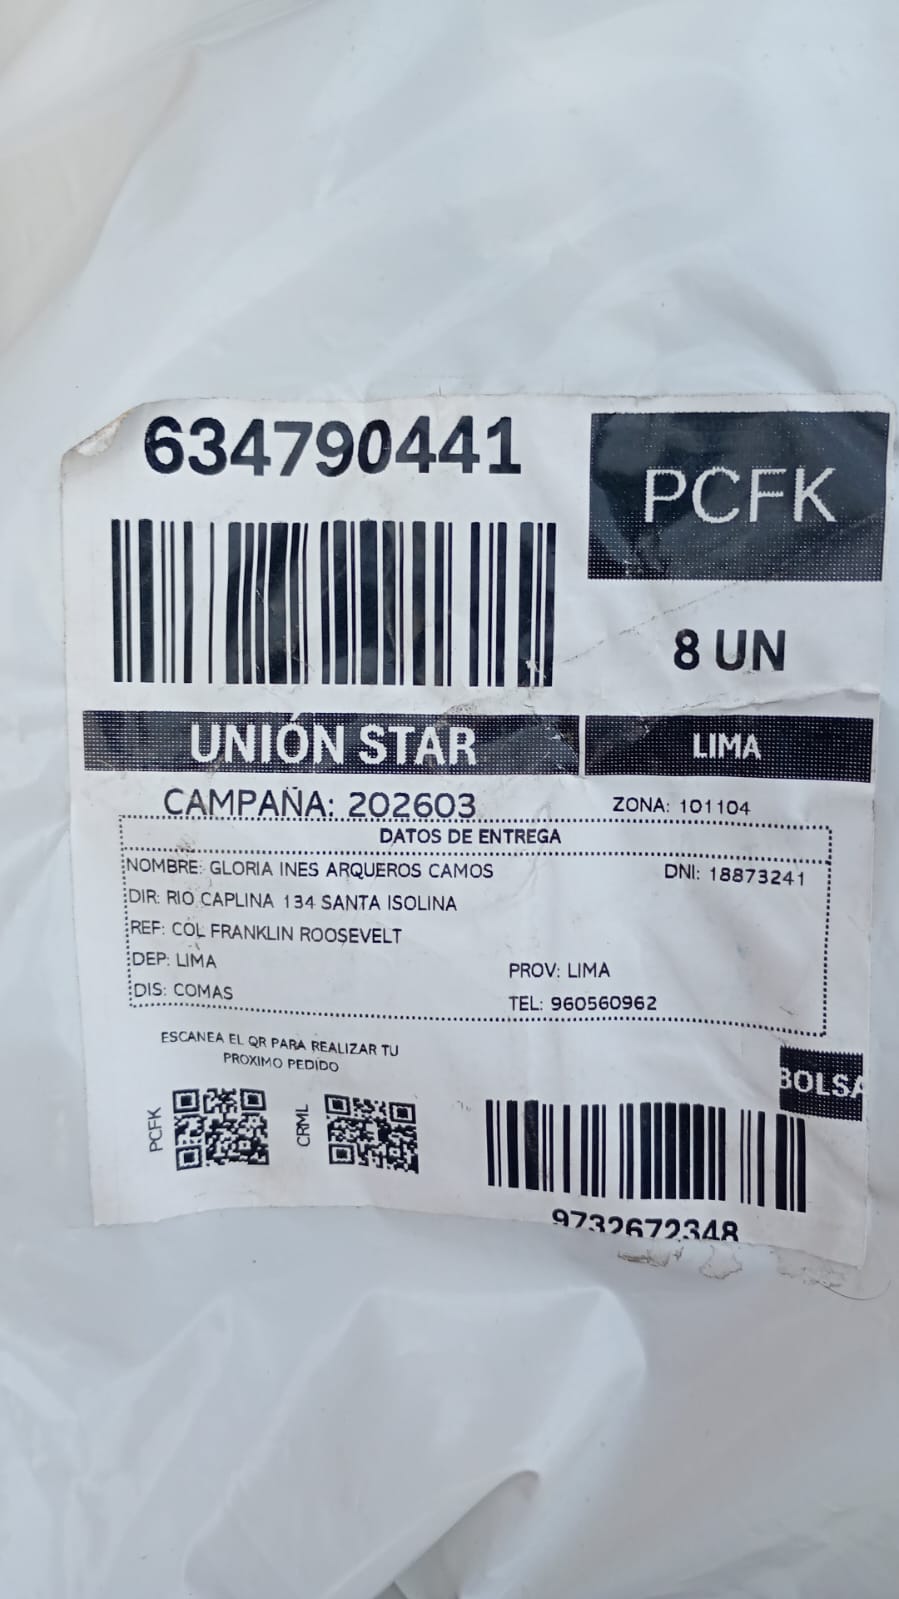 634790441
PCFK
8 UN
UNIÓN STAR
LIMA
CAMPAÑA: 202603
ZONA: 101104
DATOS DE ENTREGA
NOMBRE: GLORIA INES ARQUEROS CAMOS
DNI: 18873241
DIR: RIO CAPLINA 134 SANTA ISOLINA
REF: COL FRANKLIN ROOSEVELT
DEP: LIMA
PROV: LIMA
DIS: COMAS
TEL: 960560962
ESCANEA EL QR PARA REALIZAR TU
PROXIMO PEDIDO
PCFK
CRML
BOLSA
9732672348